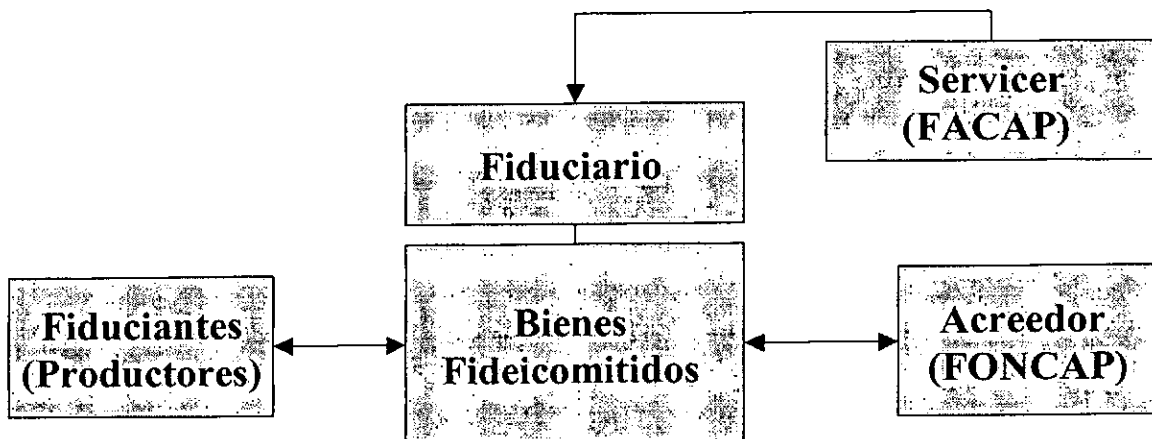 Servicer
(FACAP)
Fiduciario
Fiduciantes
(Productores)
Bienes
Fideicomitidos
Acreedor
(FONCAP)